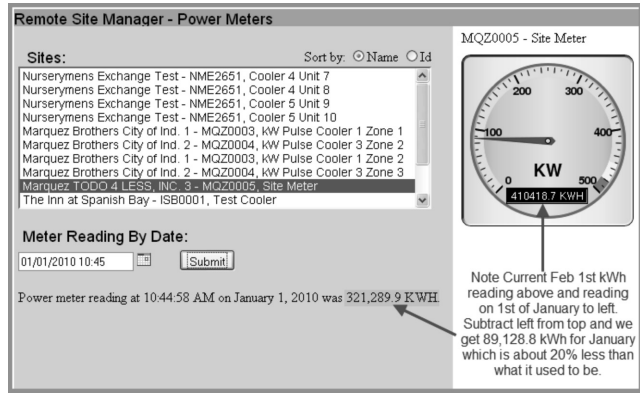 Remote Site Manager - Power Meters
Sites:
Sort by: Name Id
Nurserymens Exchange Test - NME2651, Cooler 4 Unit 7
Nurserymens Exchange Test - NME2651, Cooler 4 Unit 8
Nurserymens Exchange Test - NME2651, Cooler 5 Unit 9
Nurserymens Exchange Test - NME2651, Cooler 5 Unit 10
Marquez Brothers City of Ind. 1 - MQZ0003, kW Pulse Cooler 1 Zone 1
Marquez Brothers City of Ind. 2 - MQZ0004, kW Pulse Cooler 3 Zone 2
Marquez Brothers City of Ind. 1 - MQZ0003, kW Pulse Cooler 1 Zone 2
Marquez Brothers City of Ind. 2 - MQZ0004, kW Pulse Cooler 3 Zone 3
Marquez TODO 4 LESS, INC. 3 - MQZ0005, Site Meter
The Inn at Spanish Bay - ISB0001, Test Cooler
Meter Reading By Date:
01/01/2010 10:45 Submit
Power meter reading at 10:44:58 AM on January 1, 2010 was 321,289.9 KWH.
MQZ0005 - Site Meter
200 300
100 400
KW
0 500
410418.7 KWH
Note Current Feb 1st kWh
reading above and reading
on 1st of January to left.
Subtract left from top and we
get 89,128.8 kWh for January
which is about 20% less than
what it used to be.